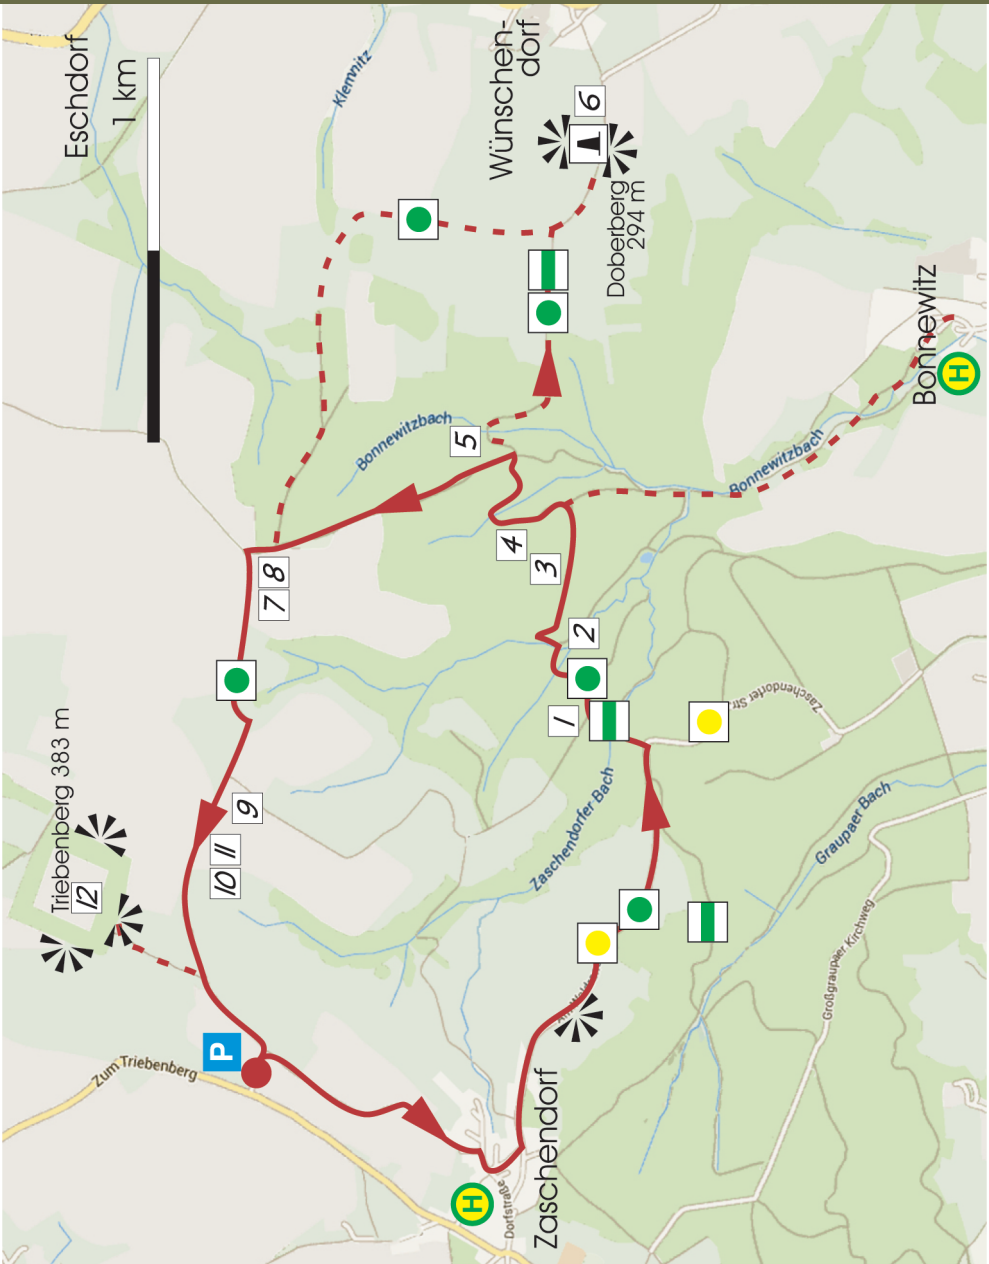 Eschdorf
1 km
Klemnitz
Wünschen-
dorf
6
Doberberg
294 m
Bonnewitz
H
Bonnewitzbach
Bonnewitzbach
5
4
3
2
1
7
8
9
10
11
12
Triebenberg 383 m
Zaschendorfer Str.
Zaschendorfer Bach
Graupaer Bach
Großgraupaer Kirchweg
P
Zum Triebenberg
H
Dorfstraße
Zaschendorf